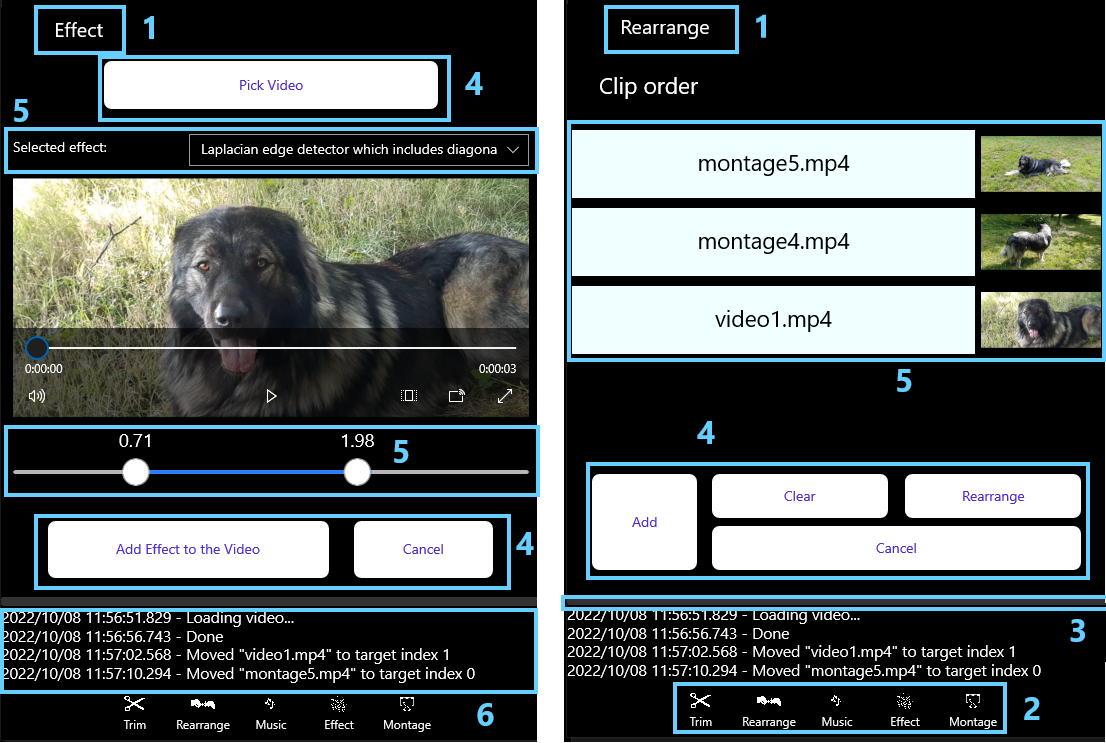 Effect
1
Pick Video
4
5
Selected effect:
Laplacian edge detector which includes diagona
0:00:00
0:00:03
0.71
1.98
5
Add Effect to the Video
Cancel
4
2022/10/08 11:56:51.829 - Loading video...
2022/10/08 11:56:56.743 - Done
2022/10/08 11:57:02.568 - Moved "video1.mp4" to target index 1
2022/10/08 11:57:10.294 - Moved "montage5.mp4" to target index 0
Trim
Rearrange
Music
Effect
Montage
6
Rearrange
1
Clip order
montage5.mp4
montage4.mp4
video1.mp4
5
4
Add
Clear
Rearrange
Cancel
2022/10/08 11:56:51.829 - Loading video...
2022/10/08 11:56:56.743 - Done
2022/10/08 11:57:02.568 - Moved "video1.mp4" to target index 1
2022/10/08 11:57:10.294 - Moved "montage5.mp4" to target index 0
3
Trim
Rearrange
Music
Effect
Montage
2